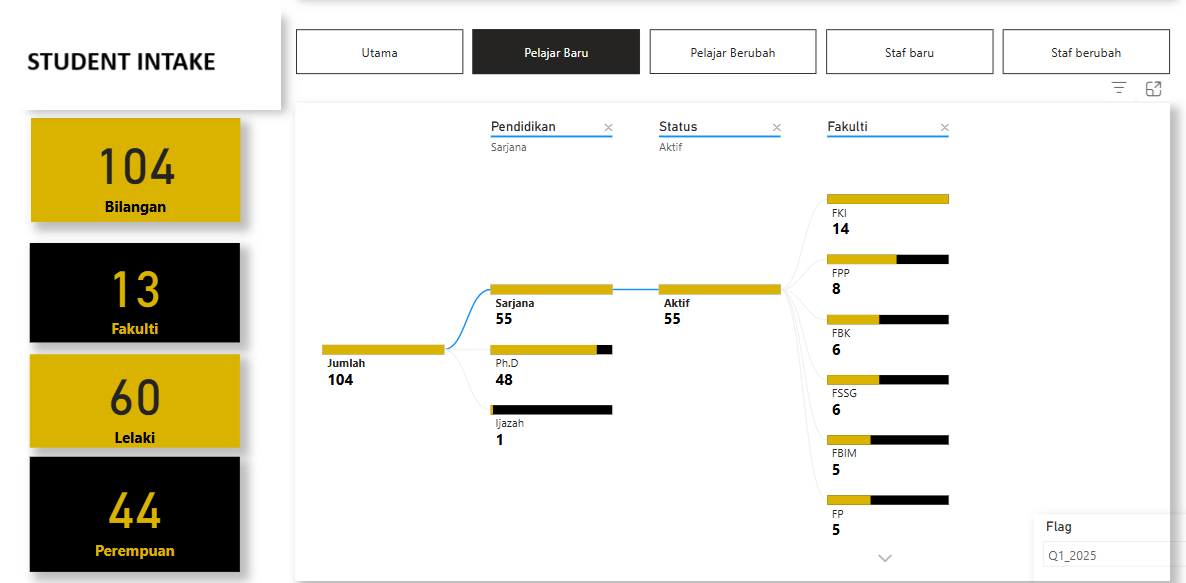 STUDENT INTAKE
Utama
Pelajar Baru
Pelajar Berubah
Staf baru
Staf berubah
104
Bilangan
13
Fakulti
60
Lelaki
44
Perempuan
Pendidikan
Sarjana
Status
Aktif
Fakulti
Jumlah
104
Sarjana
55
Ph.D
48
Ijazah
1
Aktif
55
FKI
14
FPP
8
FBK
6
FSSG
6
FBIM
5
FP
5
Flag
Q1_2025